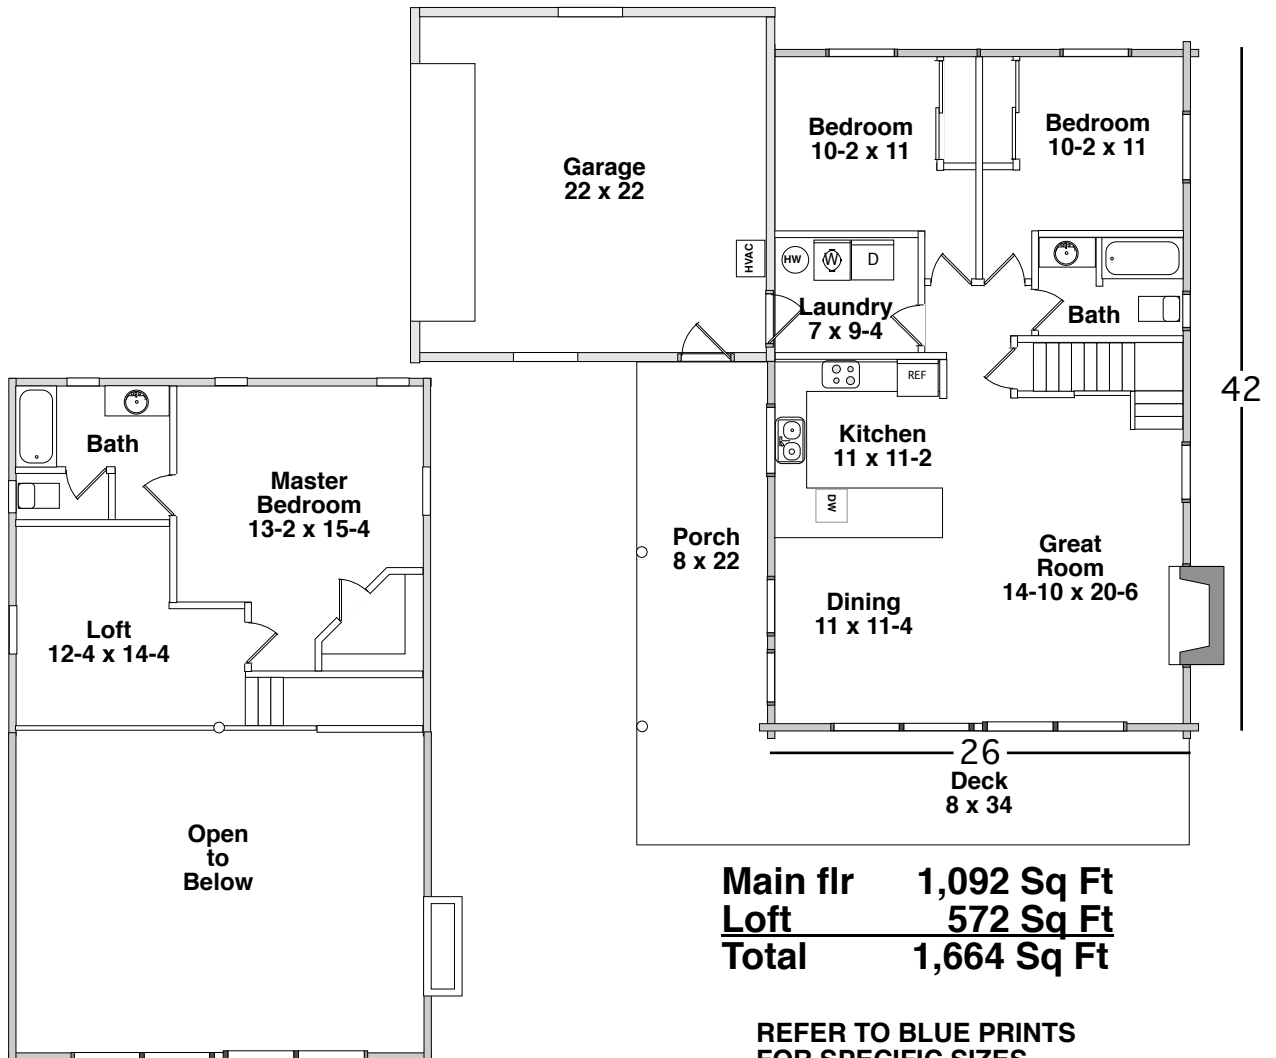 Garage
22 x 22
Bedroom
10-2 x 11
Bedroom
10-2 x 11
HVAC
HW
W
D
Laundry
7 x 9-4
Bath
REF
Kitchen
11 x 11-2
DW
Porch
8 x 22
Dining
11 x 11-4
Great
Room
14-10 x 20-6
42
26
Deck
8 x 34
Bath
Master
Bedroom
13-2 x 15-4
Loft
12-4 x 14-4
Open
to
Below
Main flr 1,092 Sq Ft
Loft 572 Sq Ft
Total 1,664 Sq Ft
REFER TO BLUE PRINTS
FOR SPECIFIC SIZES